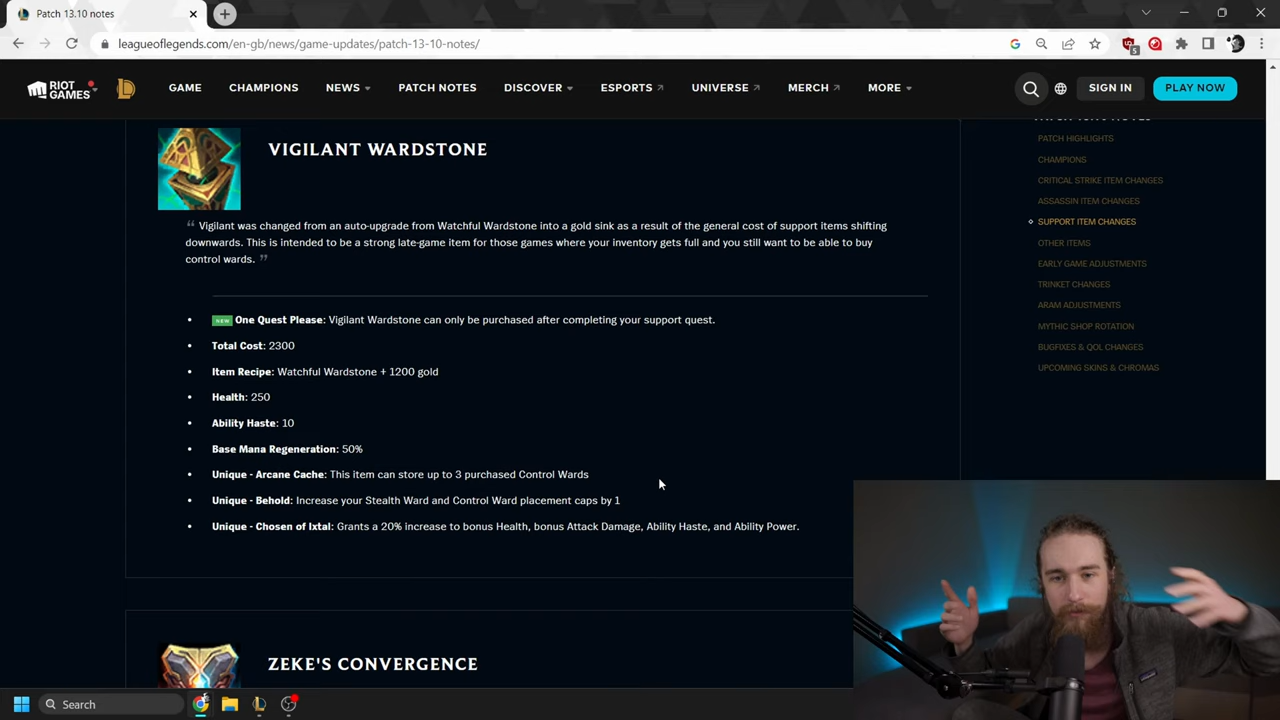 Patch 13.10 notes
leagueoflegends.com/en-gb/news/game-updates/patch-13-10-notes/
5
RIOT GAMES
GAME
CHAMPIONS
NEWS
PATCH NOTES
DISCOVER
ESPORTS
UNIVERSE
MERCH
MORE
SIGN IN
PLAY NOW
VIGILANT WARDSTONE
Vigilant was changed from an auto-upgrade from Watchful Wardstone into a gold sink as a result of the general cost of support items shifting
downwards. This is intended to be a strong late-game item for those games where your inventory gets full and you still want to be able to buy
control wards.
NEW One Quest Please: Vigilant Wardstone can only be purchased after completing your support quest.
Total Cost: 2300
Item Recipe: Watchful Wardstone + 1200 gold
Health: 250
Ability Haste: 10
Base Mana Regeneration: 50%
Unique - Arcane Cache: This item can store up to 3 purchased Control Wards
Unique - Behold: Increase your Stealth Ward and Control Ward placement caps by 1
Unique - Chosen of Ixtal: Grants a 20% increase to bonus Health, bonus Attack Damage, Ability Haste, and Ability Power.
ZEKE'S CONVERGENCE
PATCH HIGHLIGHTS
CHAMPIONS
CRITICAL STRIKE ITEM CHANGES
ASSASSIN ITEM CHANGES
SUPPORT ITEM CHANGES
OTHER ITEMS
EARLY GAME ADJUSTMENTS
TRINKET CHANGES
ARAM ADJUSTMENTS
MYTHIC SHOP ROTATION
BUGFIXES & QOL CHANGES
UPCOMING SKINS & CHROMAS
Search